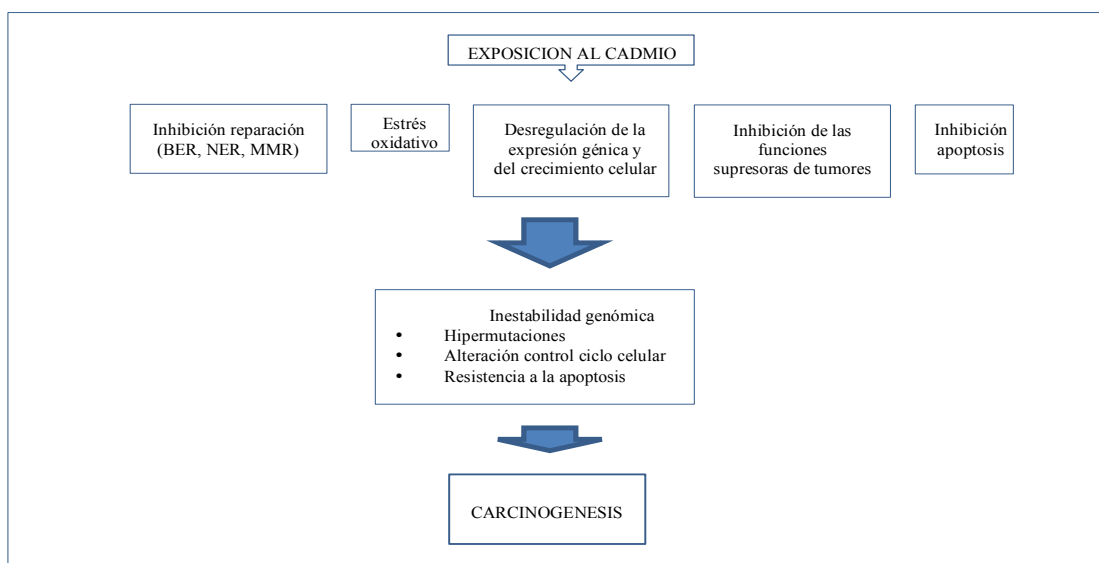 EXPOSICION AL CADMIO
Inhibición reparación
(BER, NER, MMR)
Estrés
oxidativo
Desregulación de la
expresión génica y
del crecimiento celular
Inhibición de las
funciones
supresoras de tumores
Inhibición
apoptosis
Inestabilidad genómica
• Hipermutaciones
• Alteración control ciclo celular
• Resistencia a la apoptosis
CARCINOGENESIS